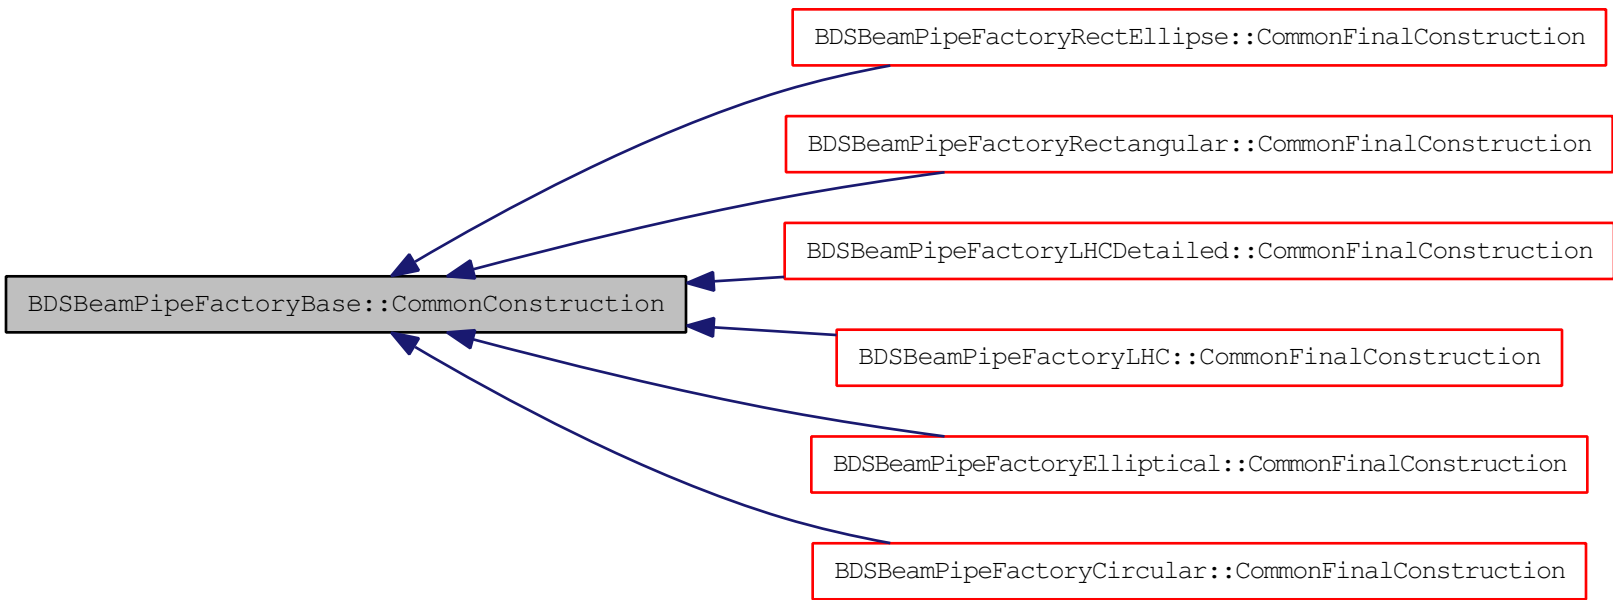 BDSBeamPipeFactoryRectEllipse::CommonFinalConstruction
BDSBeamPipeFactoryRectangular::CommonFinalConstruction
BDSBeamPipeFactoryLHCDetailed::CommonFinalConstruction
BDSBeamPipeFactoryBase::CommonConstruction
BDSBeamPipeFactoryLHC::CommonFinalConstruction
BDSBeamPipeFactoryElliptical::CommonFinalConstruction
BDSBeamPipeFactoryCircular::CommonFinalConstruction